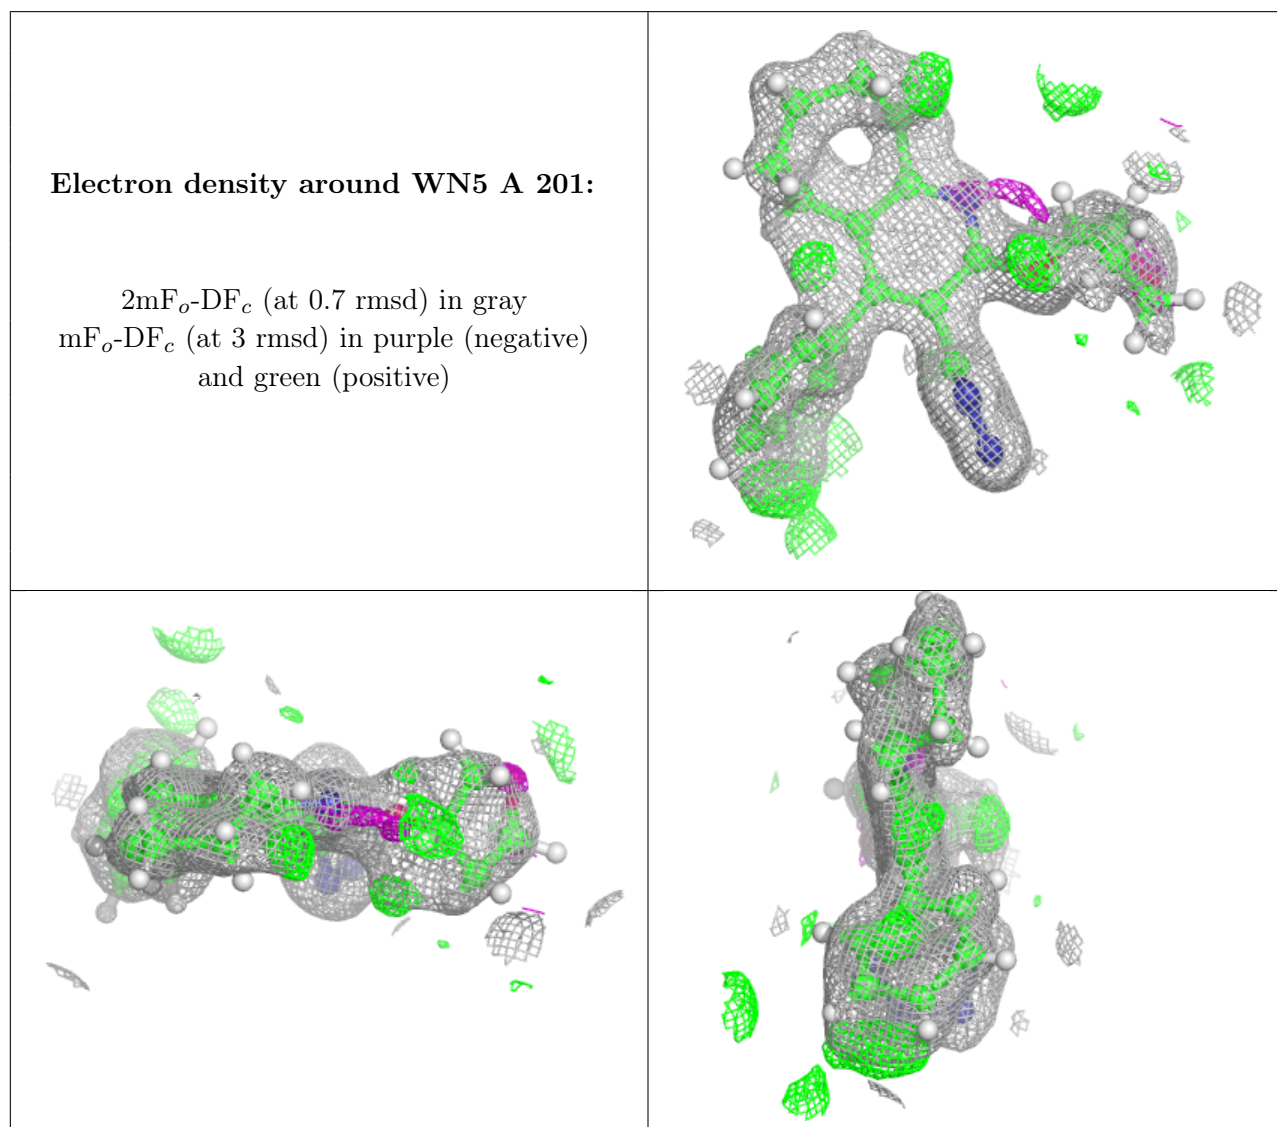 Electron density around WN5 A 201:
2mFo-DFc (at 0.7 rmsd) in gray
mFo-DFc (at 3 rmsd) in purple (negative)
and green (positive)